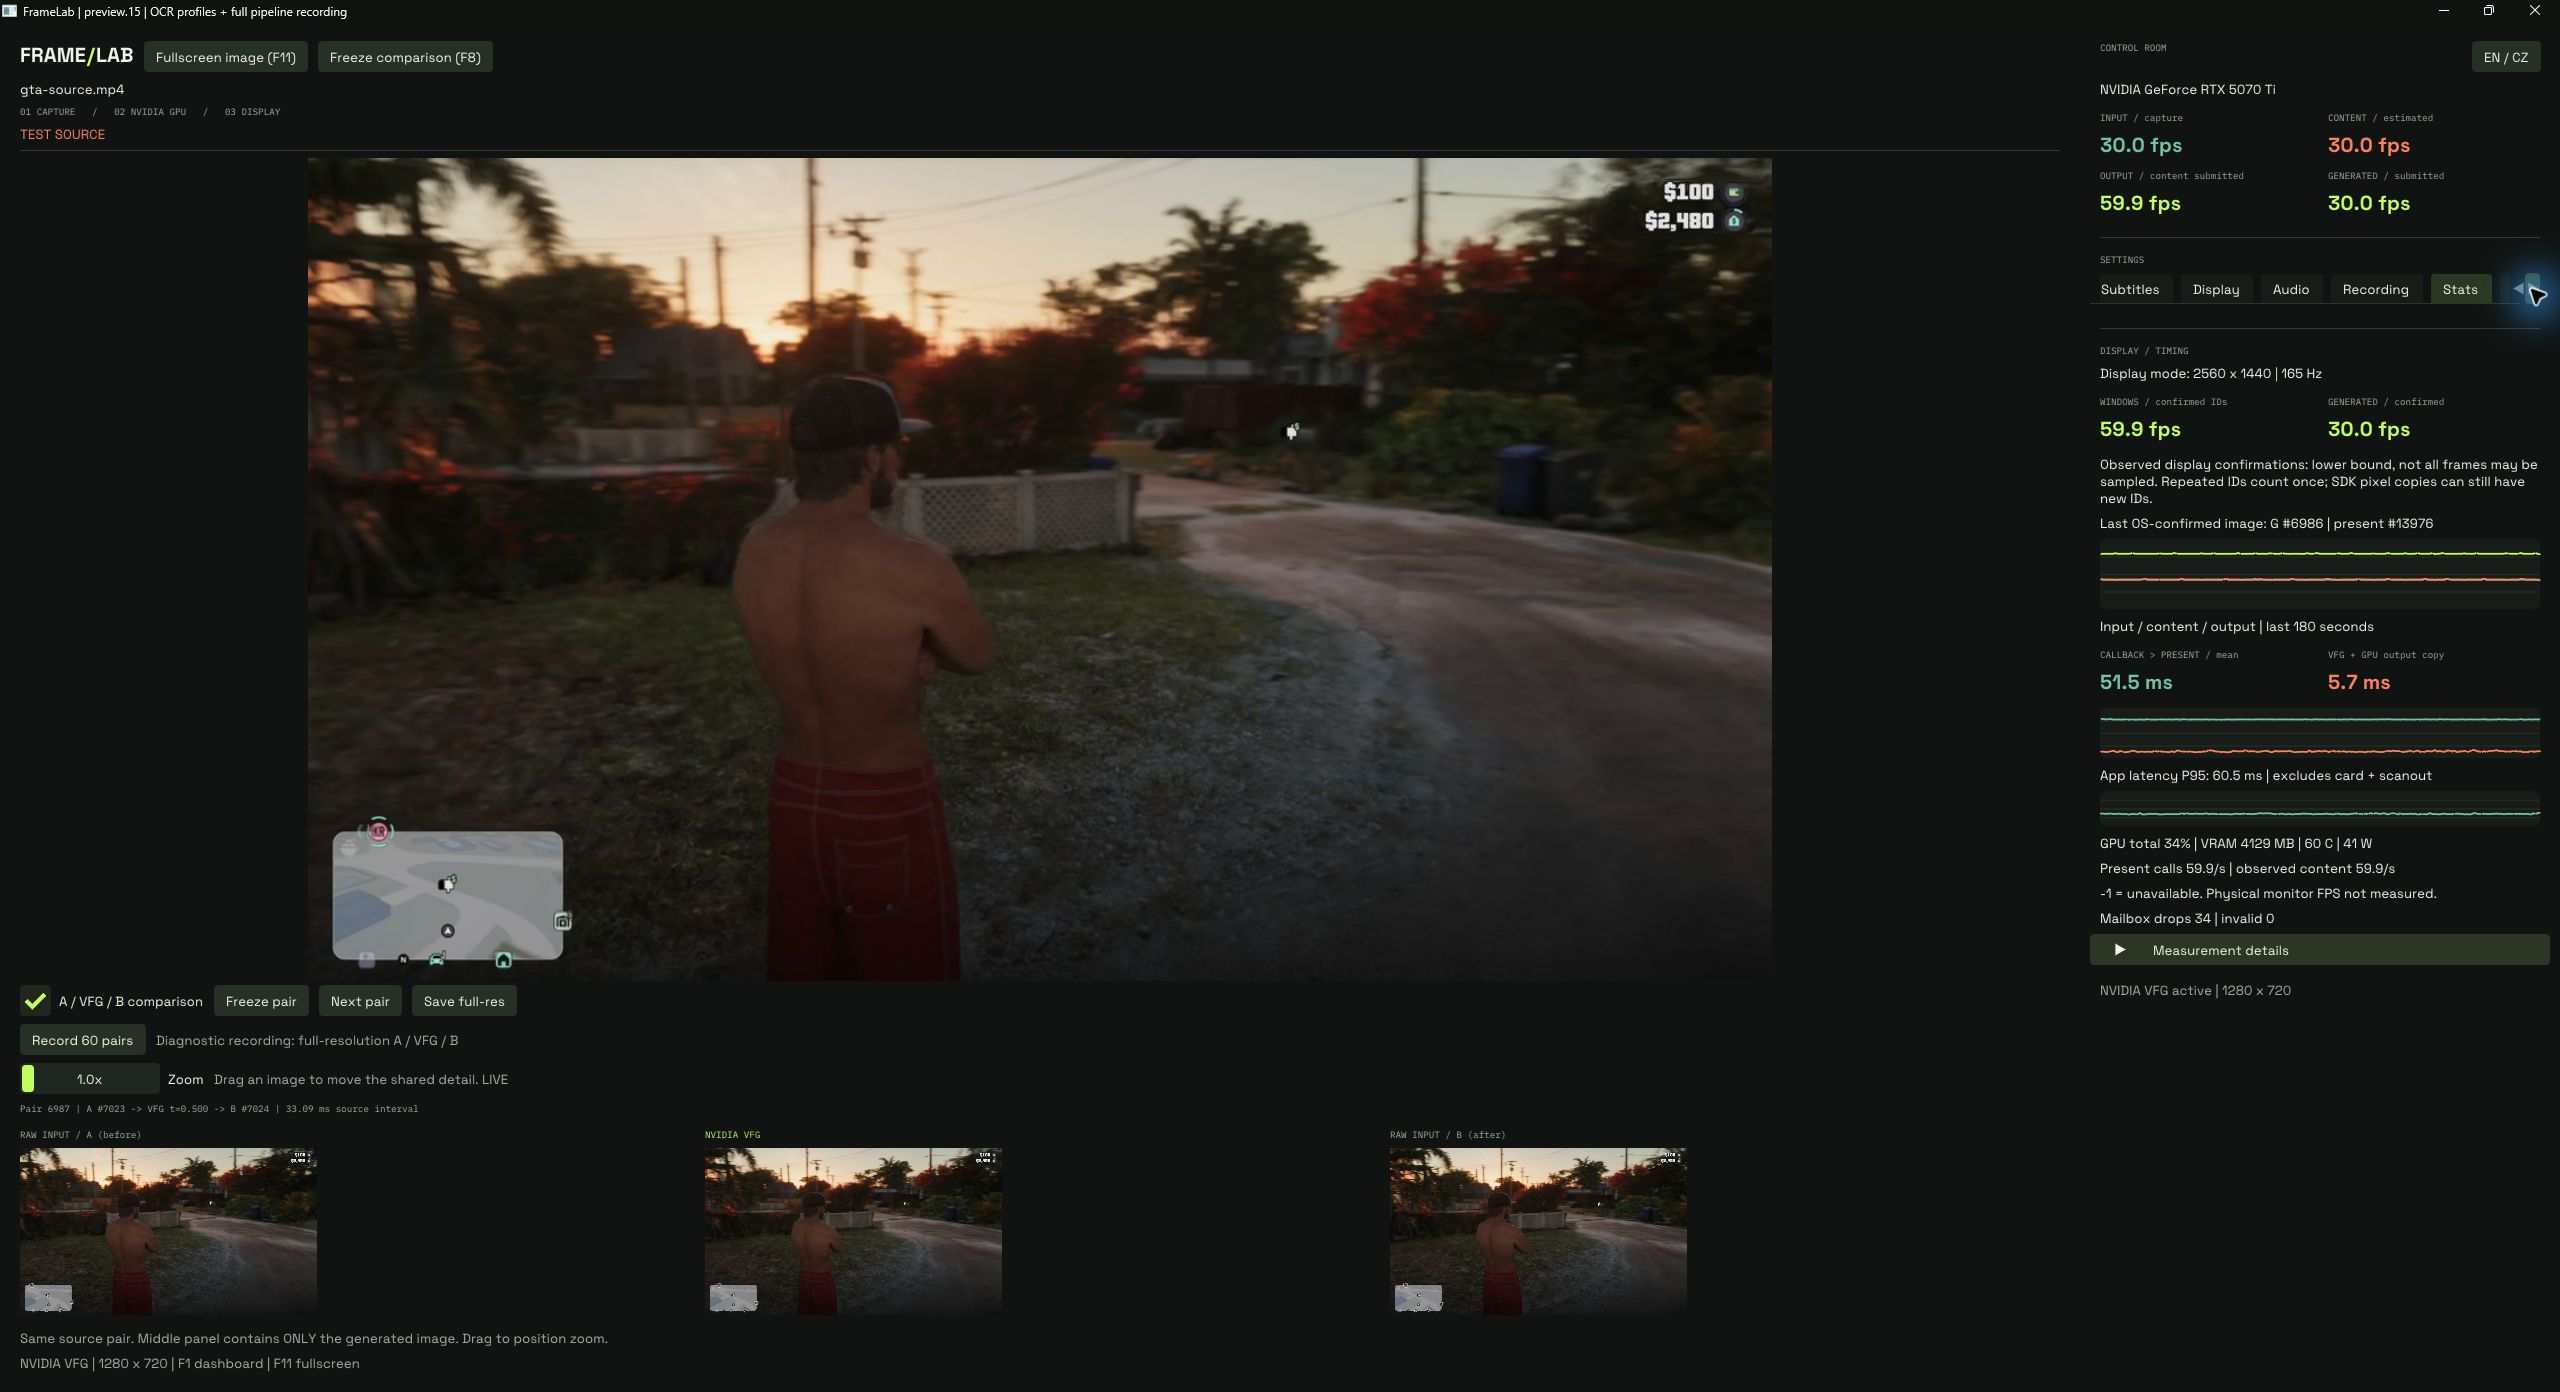 FrameLab | preview.15 | OCR profiles + full pipeline recording
FRAME/LAB
Fullscreen image (F11)
Freeze comparison (F8)
gta-source.mp4
01 CAPTURE / 02 NVIDIA GPU / 03 DISPLAY
TEST SOURCE
$100
$2,480
N
A / VFG / B comparison
Freeze pair
Next pair
Save full-res
Record 60 pairs
Diagnostic recording: full-resolution A / VFG / B
1.0x
Zoom
Drag an image to move the shared detail. LIVE
Pair 6987 | A #7023 -> VFG t=0.500 -> B #7024 | 33.09 ms source interval
RAW INPUT / A (before)
NVIDIA VFG
RAW INPUT / B (after)
Same source pair. Middle panel contains ONLY the generated image. Drag to position zoom.
NVIDIA VFG | 1280 x 720 | F1 dashboard | F11 fullscreen
CONTROL ROOM
EN / CZ
NVIDIA GeForce RTX 5070 Ti
INPUT / capture
CONTENT / estimated
30.0 fps
30.0 fps
OUTPUT / content submitted
GENERATED / submitted
59.9 fps
30.0 fps
SETTINGS
Subtitles
Display
Audio
Recording
Stats
DISPLAY / TIMING
Display mode: 2560 x 1440 | 165 Hz
WINDOWS / confirmed IDs
GENERATED / confirmed
59.9 fps
30.0 fps
Observed display confirmations: lower bound, not all frames may be
sampled. Repeated IDs count once; SDK pixel copies can still have
new IDs.
Last OS-confirmed image: G #6986 | present #13976
Input / content / output | last 180 seconds
CALLBACK > PRESENT / mean
VFG + GPU output copy
51.5 ms
5.7 ms
App latency P95: 60.5 ms | excludes card + scanout
GPU total 34% | VRAM 4129 MB | 60 C | 41 W
Present calls 59.9/s | observed content 59.9/s
-1 = unavailable. Physical monitor FPS not measured.
Mailbox drops 34 | invalid 0
Measurement details
NVIDIA VFG active | 1280 x 720